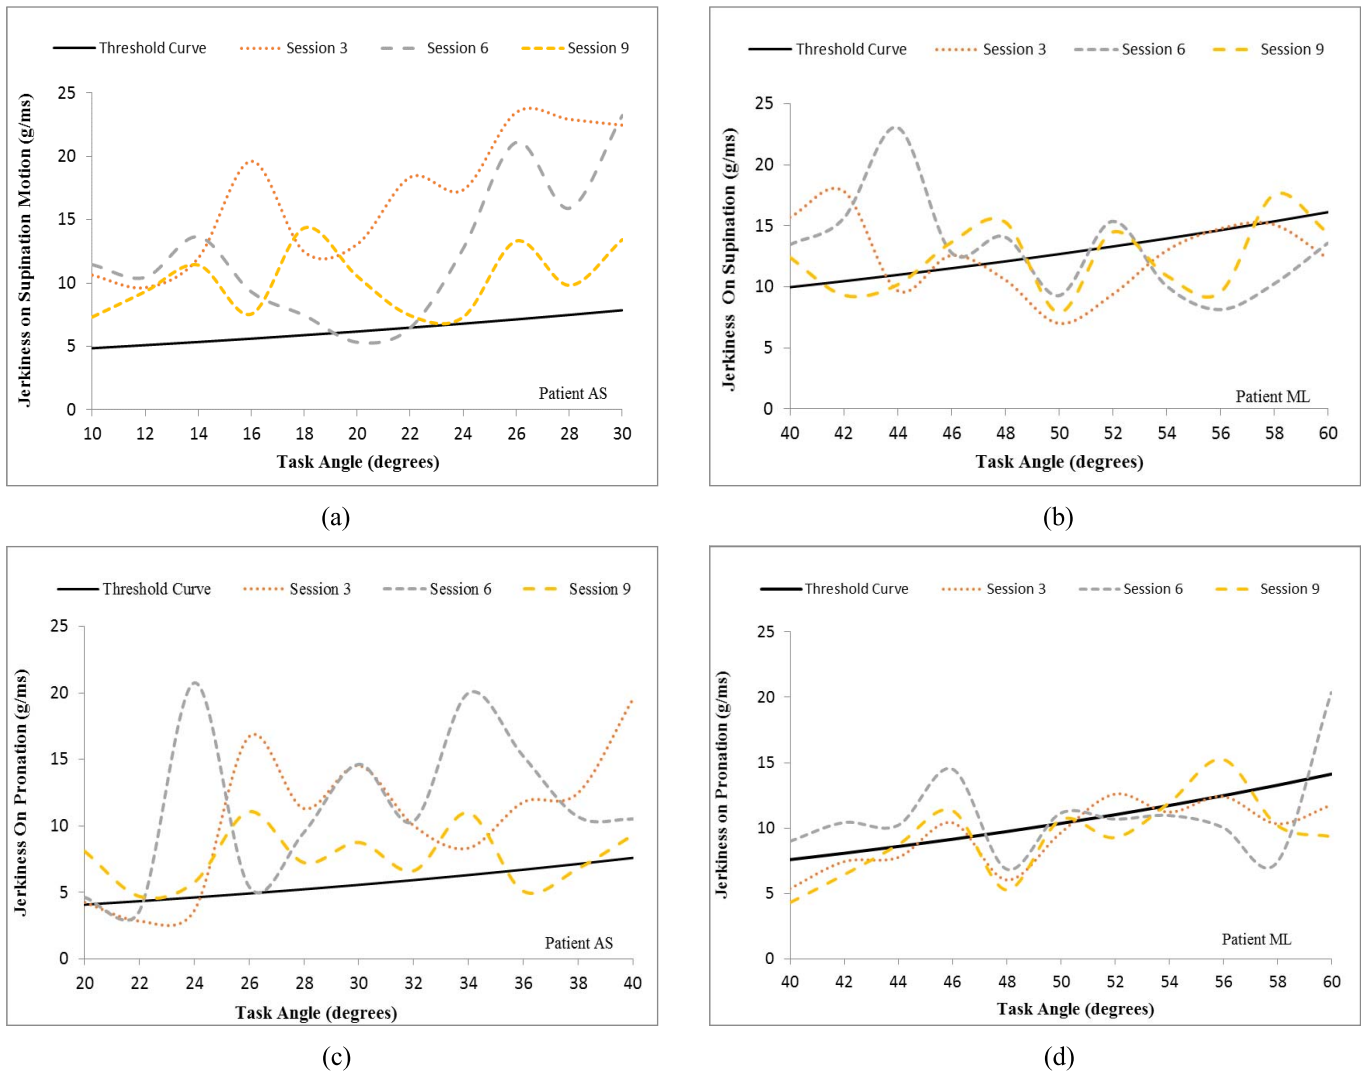 Threshold Curve Session 3 Session 6 Session 9
Jerkiness on Supination Motion (g/ms)
25
20
15
10
5
0
Patient AS
10 12 14 16 18 20 22 24 26 28 30
Task Angle (degrees)
(a)
Threshold Curve Session 3 Session 6 Session 9
Jerkiness On Supination (g/ms)
25
20
15
10
5
0
Patient ML
40 42 44 46 48 50 52 54 56 58 60
Task Angle (degrees)
(b)
Threshold Curve Session 3 Session 6 Session 9
Jerkiness On Pronation (g/ms)
25
20
15
10
5
0
Patient AS
20 22 24 26 28 30 32 34 36 38 40
Task Angle (degrees)
(c)
Threshold Curve Session 3 Session 6 Session 9
Jerkiness on Pronation (g/ms)
25
20
15
10
5
0
Patient ML
40 42 44 46 48 50 52 54 56 58 60
Task Angle (degrees)
(d)